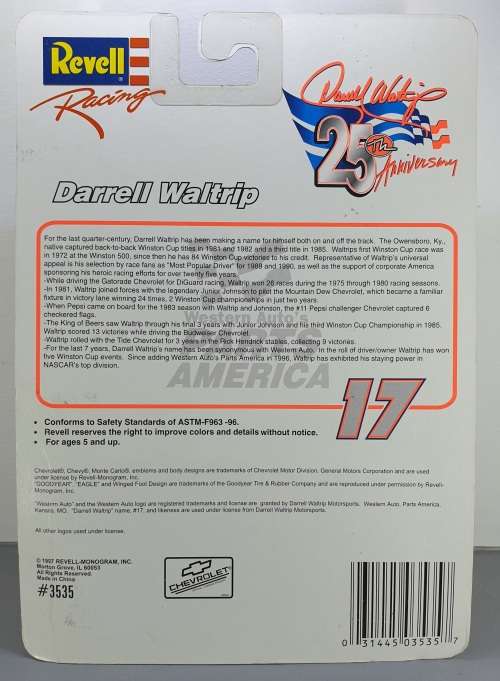 Revell
Racing
Darrell Waltrip
25th
Anniversary
Darrell Waltrip
For the last quarter-century, Darrell Waltrip has been making a name for himself both on and off the track. The Owensboro, Ky.,
native captured back-to-back Winston Cup titles in 1981 and 1982 and a third title in 1985. Waltrips first Winston Cup race was
in 1972 at the Winston 500, since then he has 84 Winston Cup victories to his credit. Representative of Waltrip's universal
appeal is his selection by race fans as "Most Popular Driver" for 1989 and 1990, as well as the support of corporate America
sponsoring his heroic racing efforts for over twenty five years.
-While driving the Gatorade Chevrolet for DiGuard racing, Waltrip won 26 races during the 1975 through 1980 racing seasons.
-In 1981, Waltrip joined forces with the legendary Junior Johnson to pilot the Mountain Dew Chevrolet, which became a familiar
fixture in victory lane winning 24 times, 2 Winston Cup championships in just two years.
-When Pepsi came on board for the 1983 season with Waltrip and Johnson, the #11 Pepsi challenger Chevrolet captured 6
checkered flags.
-The King of Beers saw Waltrip through his final 3 years with Junior Johnson and his third Winston Cup Championship in 1985.
Waltrip scored 13 victories while driving the Budweiser Chevrolet.
-Waltrip rolled with the Tide Chevrolet for 3 years in the Rick Hendrick stables, collecting 9 victories.
-For the last 7 years, Darrell Waltrip's name has been synonymous with Western Auto. In the roll of driver/owner Waltrip has won
five Winston Cup events. Since adding Western Auto's Parts America in 1996, Waltrip has exhibited his staying power in
NASCAR's top division.
Western Auto's
PARTS
AMERICA
17
• Conforms to Safety Standards of ASTM-F963 -96.
• Revell reserves the right to improve colors and details without notice.
• For ages 5 and up.
Chevrolet®, Chevy®, Monte Carlo®, emblems and body designs are trademarks of Chevrolet Motor Division, General Motors Corporation and are used
under license by Revell-Monogram, Inc.
"GOODYEAR", "EAGLE" and Winged Foot Design are trademarks of the Goodyear Tire & Rubber Company and are reproduced under permission by Revell-
Monogram, Inc.
"Western Auto" and the Western Auto logo are registered trademarks and license are granted by Darrell Waltrip Motorsports. Western Auto, Parts America,
Kansas, MO. "Darrell Waltrip" name, #17, and likenesses are used under license from Darrell Waltrip Motorsports.
All other logos used under license.
© 1997 REVELL-MONOGRAM, INC.
Morton Grove, IL 60053
All Rights Reserved.
Made in China
#3535
CHEVROLET
0 31445 03535 7